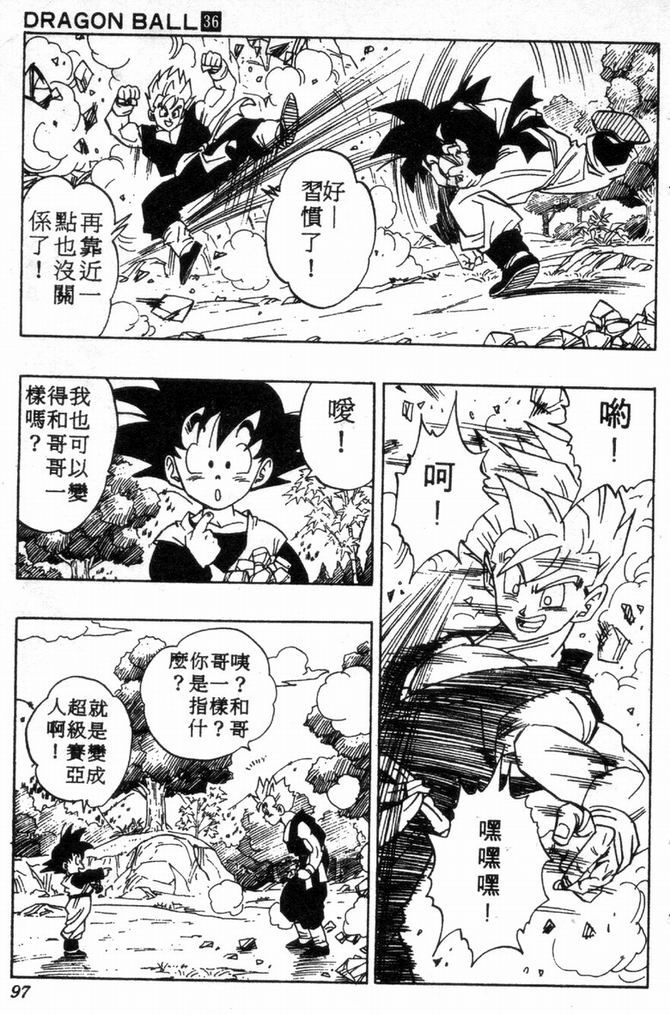 DRAGON BALL 36
好—
習慣了！
再靠近一
點也沒關
係了！
喲！
呵！
嘿嘿嘿！
噯！
我也可以變
得和哥哥一
樣嗎？
咦？和哥
哥一樣？
你是指什
麼？
就是變成
超級賽亞
人啊！
97